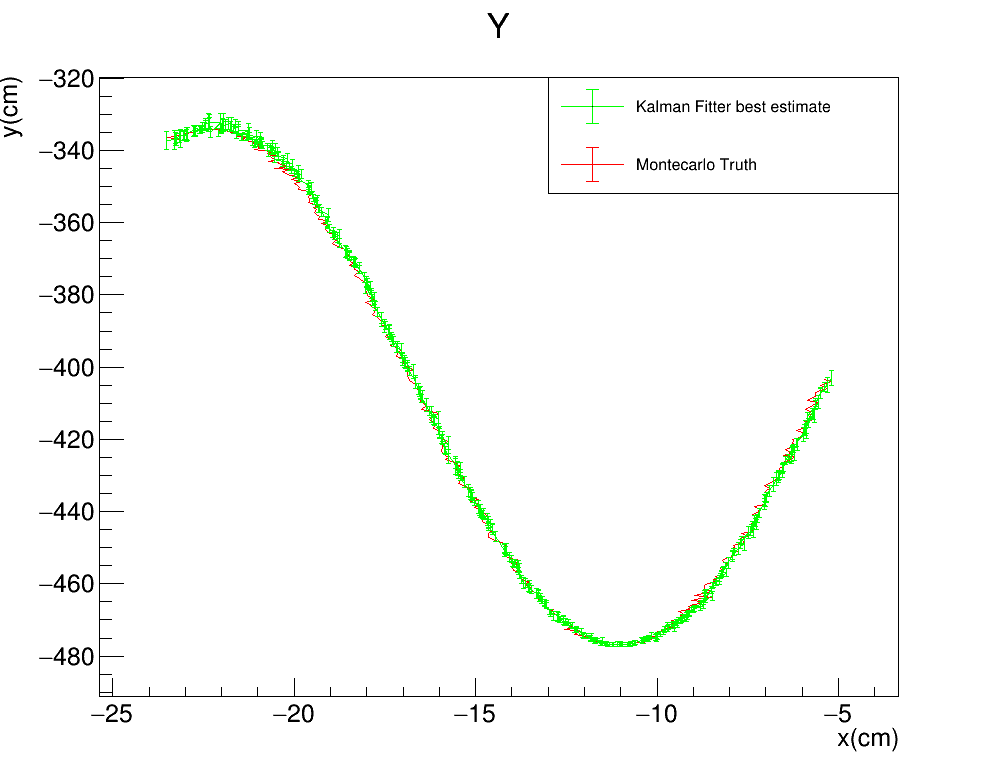 Y
y(cm)
−320
−340
−360
−380
−400
−420
−440
−460
−480
Kalman Fitter best estimate
Montecarlo Truth
−25 −20 −15 −10 −5
x(cm)